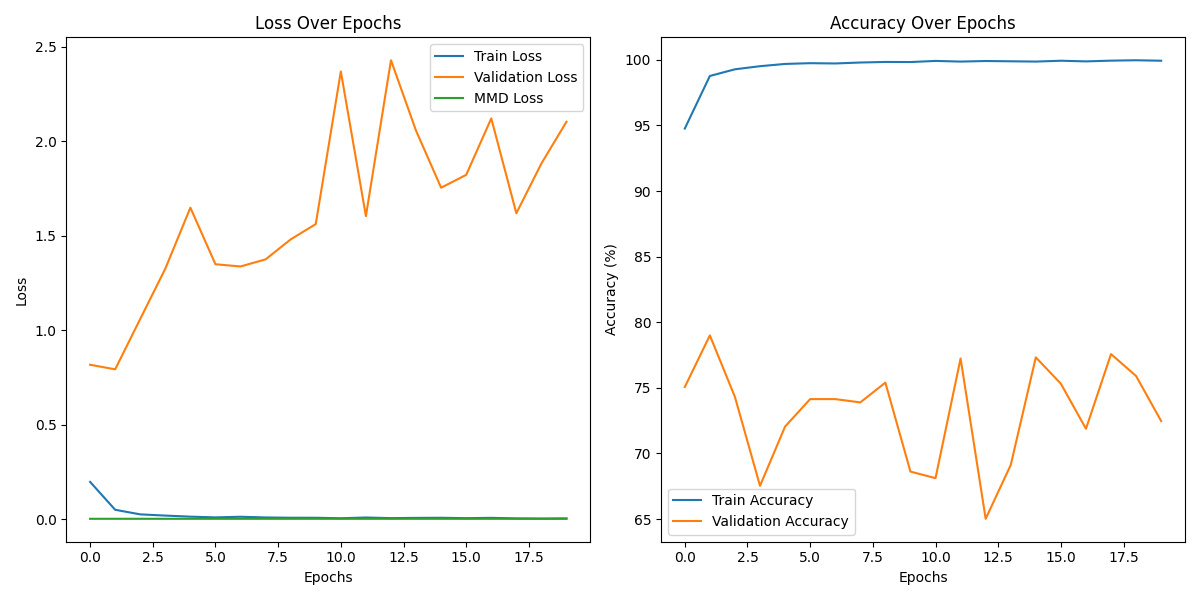 Loss Over Epochs
Train Loss
Validation Loss
MMD Loss
2.5
2.0
1.5
1.0
0.5
0.0
Loss
0.0 2.5 5.0 7.5 10.0 12.5 15.0 17.5
Epochs
Accuracy Over Epochs
100
95
90
85
80
75
70
65
Accuracy (%)
Train Accuracy
Validation Accuracy
0.0 2.5 5.0 7.5 10.0 12.5 15.0 17.5
Epochs